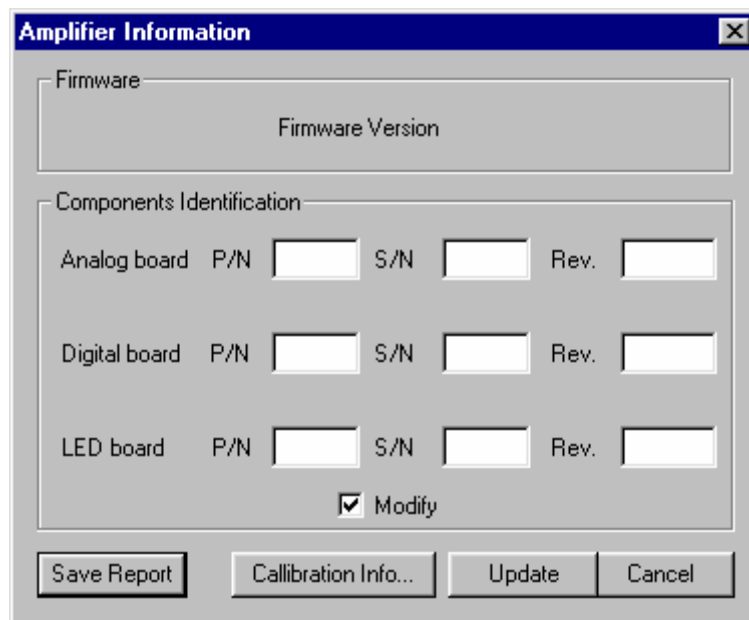 Amplifier Information
Firmware
Firmware Version
Components Identification
Analog board P/N S/N Rev.
Digital board P/N S/N Rev.
LED board P/N S/N Rev.
Modify
Save Report Callibration Info... Update Cancel